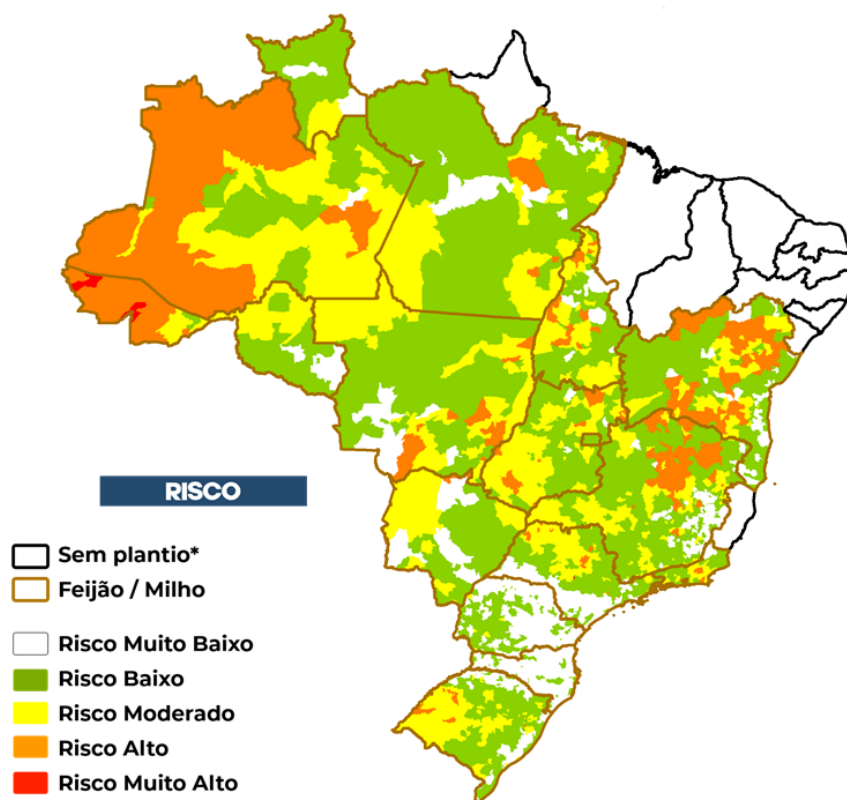 RISCO
Sem plantio*
Feijão / Milho
Risco Muito Baixo
Risco Baixo
Risco Moderado
Risco Alto
Risco Muito Alto